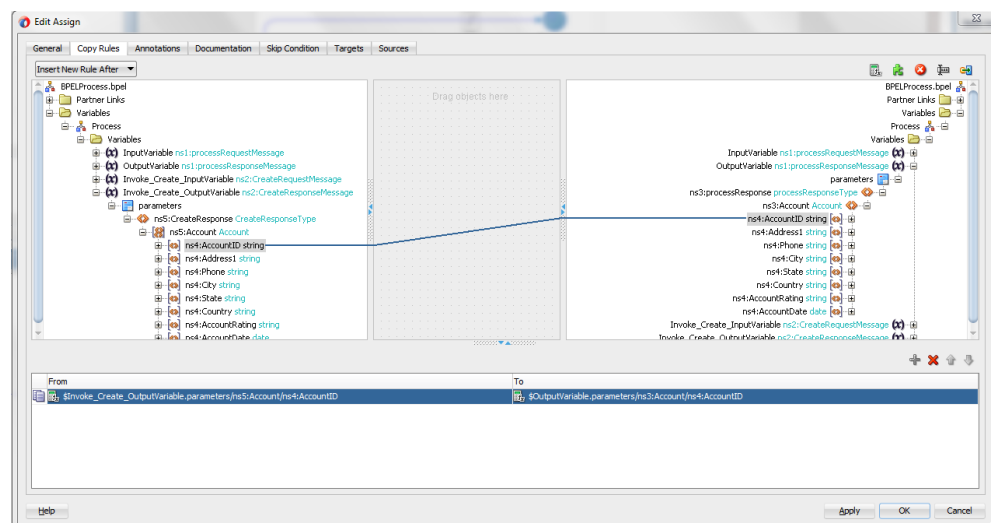 Edit Assign
General Copy Rules Annotations Documentation Skip Condition Targets Sources
Insert New Rule After
BPELProcess.bpel
Partner Links
Variables
Process
Variables
InputVariable ns1:processRequestMessage
OutputVariable ns1:processResponseMessage
Invoke_Create_InputVariable ns2:CreateRequestMessage
Invoke_Create_OutputVariable ns2:CreateResponseMessage
parameters
ns5:CreateResponse CreateResponseType
ns5:Account Account
ns4:AccountID string
ns4:Address1 string
ns4:Phone string
ns4:City string
ns4:State string
ns4:Country string
ns4:AccountRating string
ns4:AccountDate date
Drag objects here
BPELProcess.bpel
Partner Links
Variables
Process
Variables
InputVariable ns1:processRequestMessage
OutputVariable ns1:processResponseMessage
parameters
ns3:processResponse processResponseType
ns3:Account Account
ns4:AccountID string
ns4:Address1 string
ns4:Phone string
ns4:City string
ns4:State string
ns4:Country string
ns4:AccountRating string
ns4:AccountDate date
Invoke_Create_InputVariable ns2:CreateRequestMessage
Invoke_Create_OutputVariable ns2:CreateResponseMessage
From To
$Invoke_Create_OutputVariable.parameters/ns5:Account/ns4:AccountID $OutputVariable.parameters/ns3:Account/ns4:AccountID
Help Apply OK Cancel